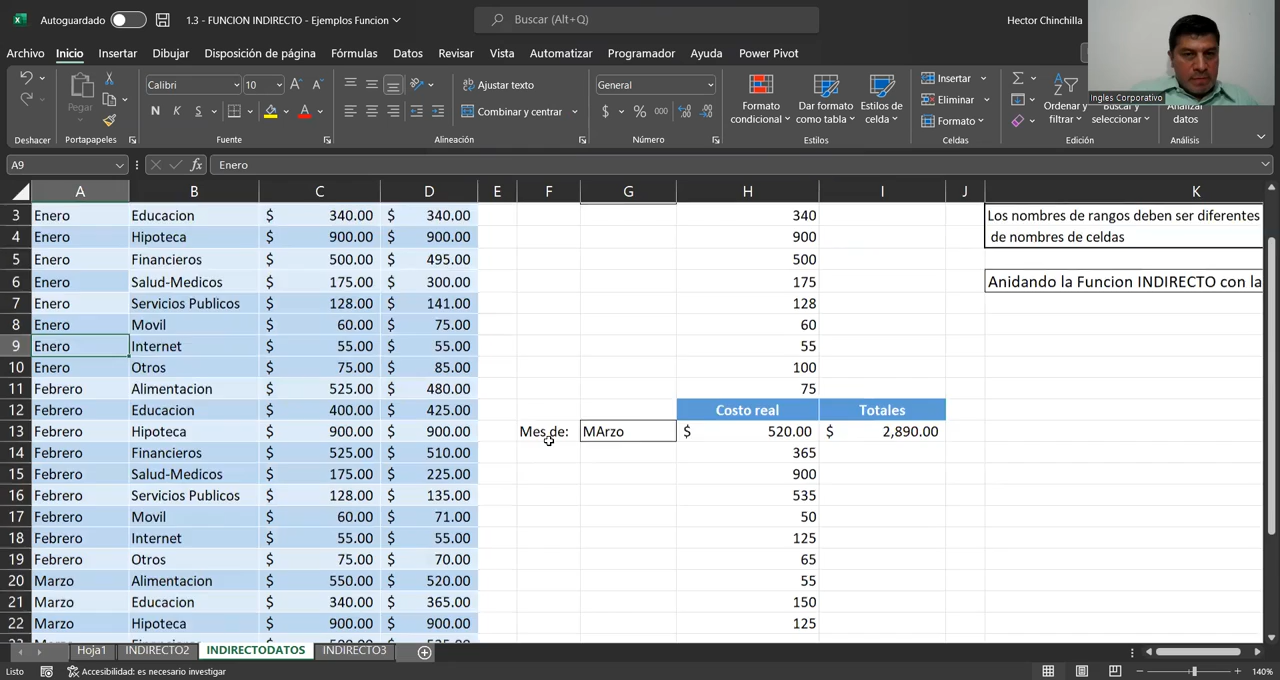 Autoguardado 1.3 - FUNCION INDIRECTO - Ejemplos Funcion Buscar (Alt+Q) Hector Chinchilla
Archivo Inicio Insertar Dibujar Disposición de página Fórmulas Datos Revisar Vista Automatizar Programador Ayuda Power Pivot
Ingles Corporativo
Pegar
Calibri 10
N K S
Ajustar texto
Combinar y centrar
General
$ % 000
Formato condicional
Dar formato como tabla
Estilos de celda
Insertar
Eliminar
Formato
Ordenar y filtrar
Buscar y seleccionar
Analizar datos
Deshacer Portapapeles Fuente Alineación Número Estilos Celdas Edición Análisis
A9 fx Enero
A B C D E F G H I J K
3 Enero Educacion $ 340.00 $ 340.00 340 Los nombres de rangos deben ser diferentes
4 Enero Hipoteca $ 900.00 $ 900.00 900 de nombres de celdas
5 Enero Financieros $ 500.00 $ 495.00 500
6 Enero Salud-Medicos $ 175.00 $ 300.00 175 Anidando la Funcion INDIRECTO con la
7 Enero Servicios Publicos $ 128.00 $ 141.00 128
8 Enero Movil $ 60.00 $ 75.00 60
9 Enero Internet $ 55.00 $ 55.00 55
10 Enero Otros $ 75.00 $ 85.00 100
11 Febrero Alimentacion $ 525.00 $ 480.00 75
12 Febrero Educacion $ 400.00 $ 425.00 Costo real Totales
13 Febrero Hipoteca $ 900.00 $ 900.00 Mes de: MArzo $ 520.00 $ 2,890.00
14 Febrero Financieros $ 525.00 $ 510.00 365
15 Febrero Salud-Medicos $ 175.00 $ 225.00 900
16 Febrero Servicios Publicos $ 128.00 $ 135.00 535
17 Febrero Movil $ 60.00 $ 71.00 50
18 Febrero Internet $ 55.00 $ 55.00 125
19 Febrero Otros $ 75.00 $ 70.00 65
20 Marzo Alimentacion $ 550.00 $ 520.00 55
21 Marzo Educacion $ 340.00 $ 365.00 150
22 Marzo Hipoteca $ 900.00 $ 900.00 125
Hoja1 INDIRECTO2 INDIRECTODATOS INDIRECTO3
Listo Accesibilidad: es necesario investigar 140%